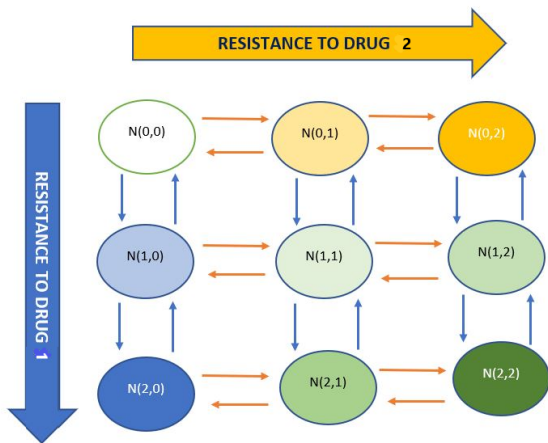 RESISTANCE TO DRUG 2
RESISTANCE TO DRUG 1
N(0,0)
N(0,1)
N(0,2)
N(1,0)
N(1,1)
N(1,2)
N(2,0)
N(2,1)
N(2,2)